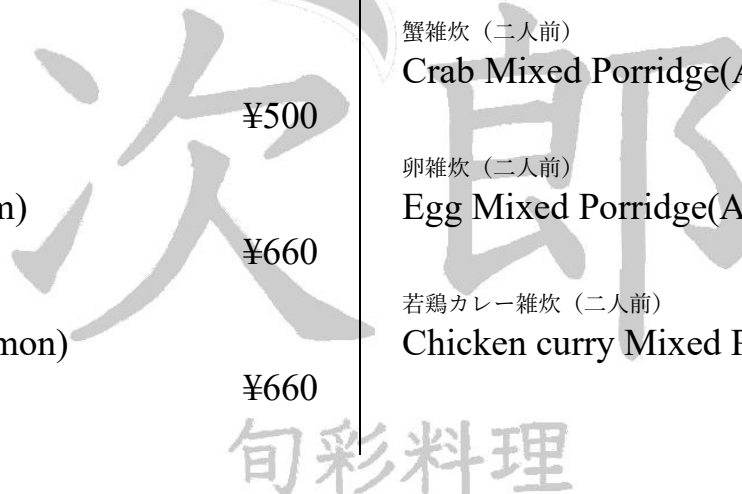 ¥500
m)
¥660
mon)
¥660
蟹雑炊（二人前）
Crab Mixed Porridge(A
卵雑炊（二人前）
Egg Mixed Porridge(A
若鶏カレー雑炊（二人前）
Chicken curry Mixed P
次郎
旬彩料理